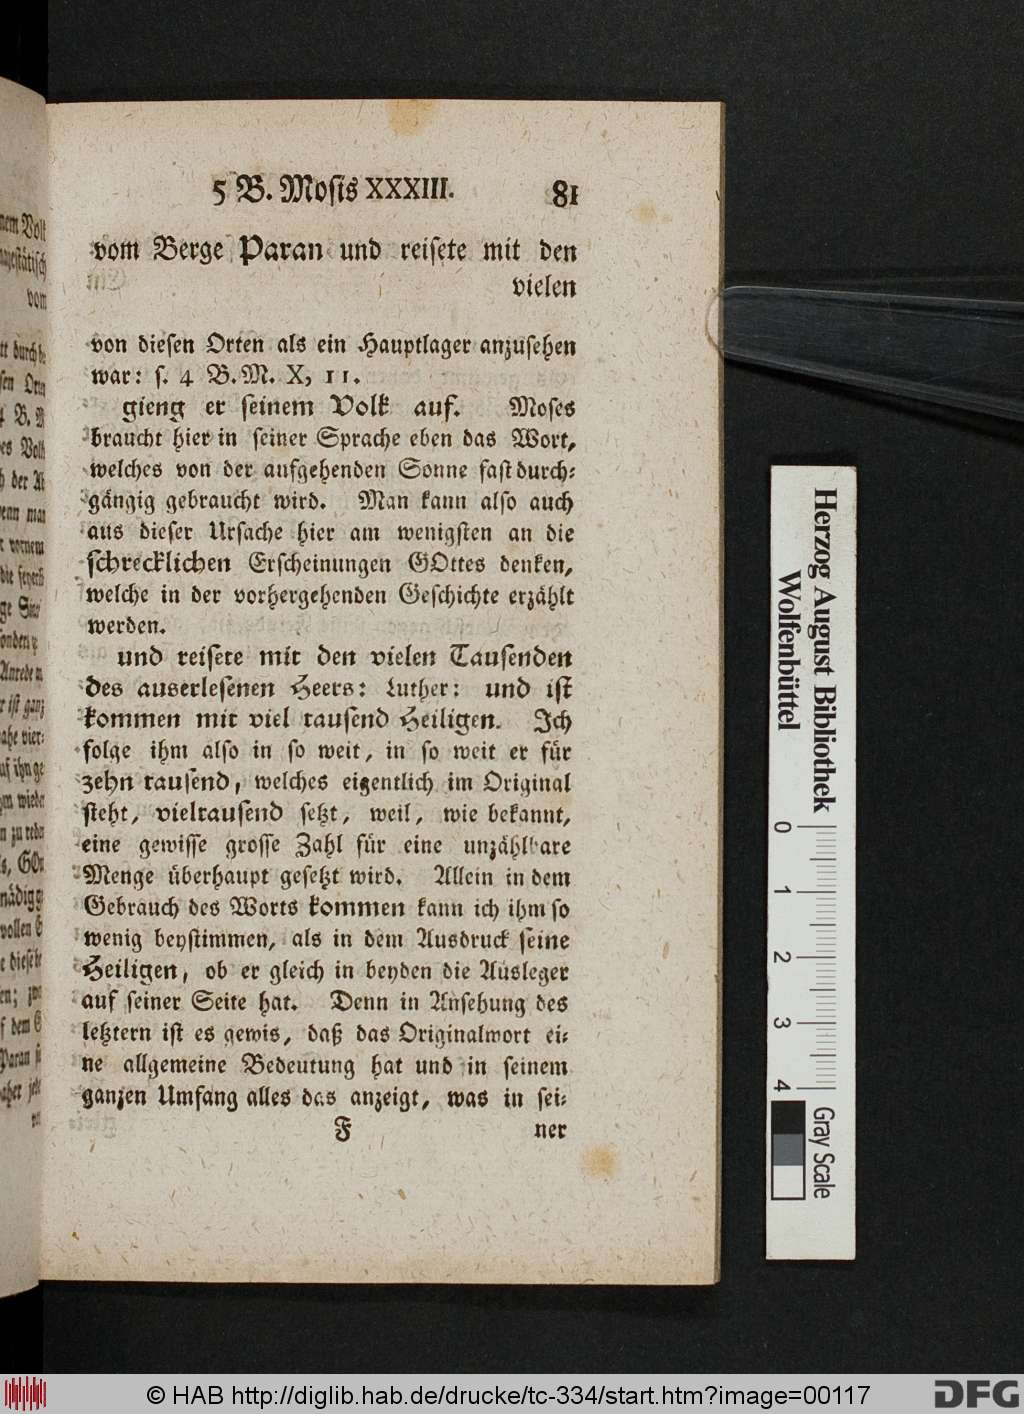 5 B. Mosis XXXIII. 81
vom Berge Paran und reisete mit den
vielen
von diesen Orten als ein Hauptlager anzusehen
war: s. 4 B. M. X, 11.
gieng er seinem Volk auf. Moses
braucht hier in seiner Sprache eben das Wort,
welches von der aufgehenden Sonne fast durch-
gängig gebraucht wird. Man kann also auch
aus dieser Ursache hier am wenigsten an die
schrecklichen Erscheinungen GOttes denken,
welche in der vorhergehenden Geschichte erzählt
werden.
und reisete mit den vielen Tausenden
des auserlesenen Heers: Luther: und ist
kommen mit viel tausend Heiligen. Ich
folge ihm also in so weit, in so weit er für
zehn tausend, welches eigentlich im Original
steht, vieltausend setzt, weil, wie bekannt,
eine gewisse grosse Zahl für eine unzählbare
Menge überhaupt gesetzt wird. Allein in dem
Gebrauch des Worts kommen kann ich ihm so
wenig beystimmen, als in dem Ausdruck seine
Heiligen, ob er gleich in beyden die Ausleger
auf seiner Seite hat. Denn in Ansehung des
letztern ist es gewis, daß das Originalwort ei-
ne allgemeine Bedeutung hat und in seinem
ganzen Umfang alles das anzeigt, was in sei-
F ner
Herzog August Bibliothek
Wolfenbüttel
0 1 2 3 4
Gray Scale
© HAB http://diglib.hab.de/drucke/tc-334/start.htm?image=00117
DFG